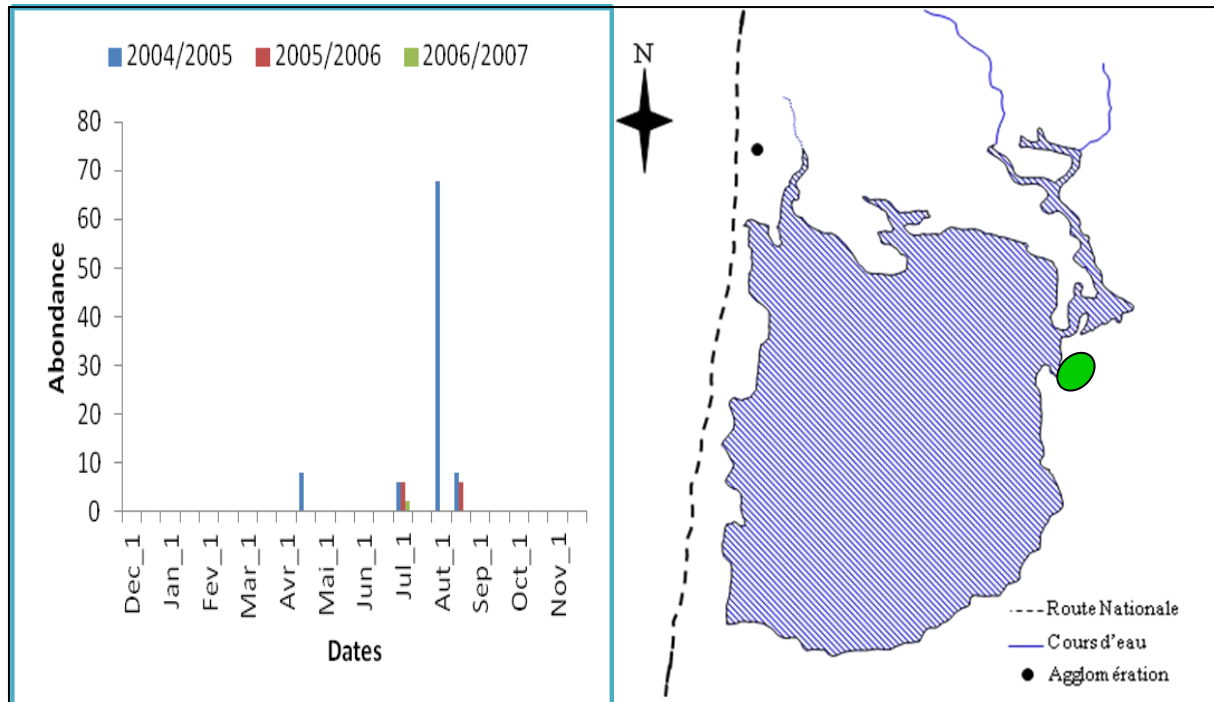 2004/2005 2005/2006 2006/2007
80
70
60
50
40
30
20
10
0
Abondance
Dec_1 Jan_1 Fev_1 Mar_1 Avr_1 Mai_1 Jun_1 Jul_1 Aut_1 Sep_1 Oct_1 Nov_1
Dates
N
Route Nationale
Cours d'eau
Agglomération